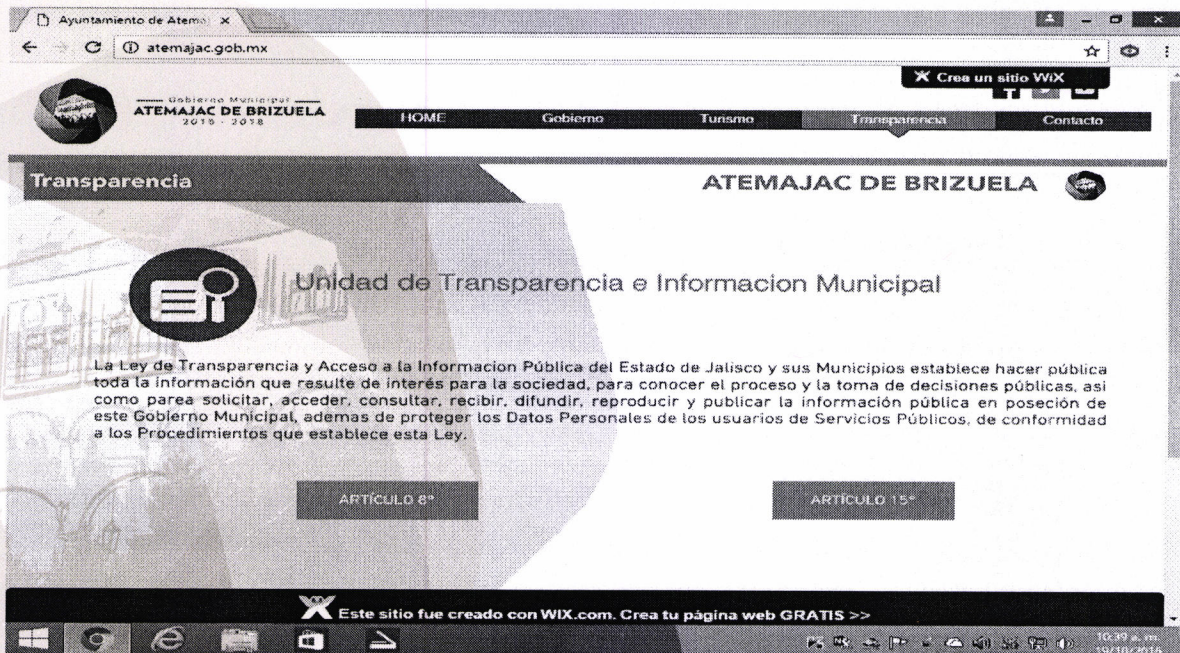 Ayuntamiento de Atema
atemajac.gob.mx
Crea un sitio WiX
Gobierno Municipal
ATEMAJAC DE BRIZUELA
2015 - 2018
HOME Gobierno Turismo Transparencia Contacto
Transparencia
ATEMAJAC DE BRIZUELA
Unidad de Transparencia e Informacion Municipal
La Ley de Transparencia y Acceso a la Informacion Pública del Estado de Jalisco y sus Municipios establece hacer pública
toda la información que resulte de interés para la sociedad, para conocer el proceso y la toma de decisiones públicas, asi
como parea solicitar, acceder, consultar, recibir, difundir, reproducir y publicar la información pública en poseción de
este Gobierno Municipal, ademas de proteger los Datos Personales de los usuarios de Servicios Públicos, de conformidad
a los Procedimientos que establece esta Ley.
ARTÍCULO 8° ARTÍCULO 15°
Este sitio fue creado con WIX.com. Crea tu página web GRATIS >>
10:39 a. m.
19/10/2016